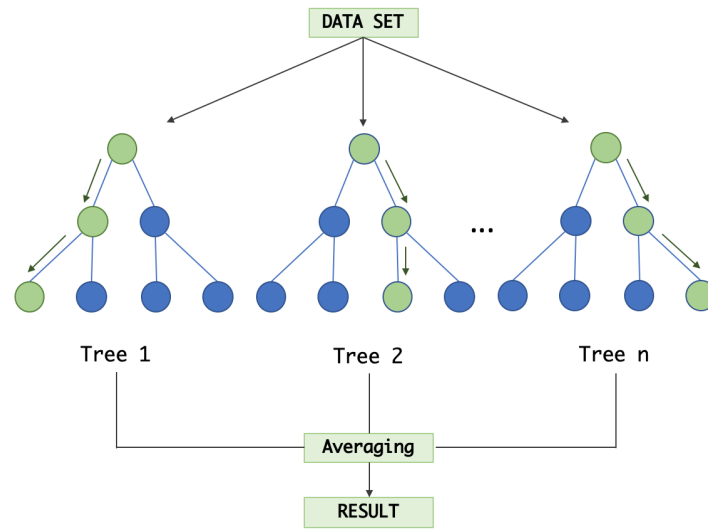 DATA SET
...
Tree 1
Tree 2
Tree n
Averaging
RESULT